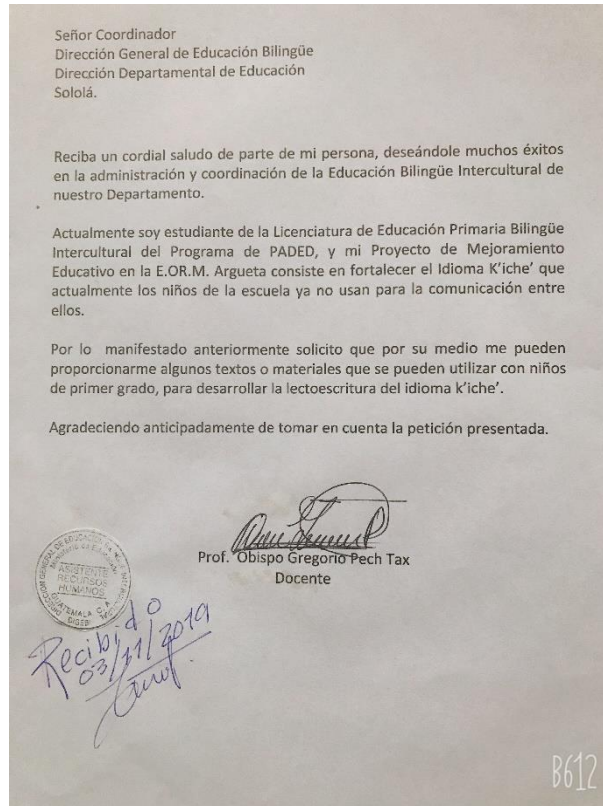 Señor Coordinador
Dirección General de Educación Bilingüe
Dirección Departamental de Educación
Sololá.
Reciba un cordial saludo de parte de mi persona, deseándole muchos éxitos
en la administración y coordinación de la Educación Bilingüe Intercultural de
nuestro Departamento.
Actualmente soy estudiante de la Licenciatura de Educación Primaria Bilingüe
Intercultural del Programa de PADED, y mi Proyecto de Mejoramiento
Educativo en la E.OR.M. Argueta consiste en fortalecer el Idioma K'iche' que
actualmente los niños de la escuela ya no usan para la comunicación entre
ellos.
Por lo manifestado anteriormente solicito que por su medio me pueden
proporcionarme algunos textos o materiales que se pueden utilizar con niños
de primer grado, para desarrollar la lectoescritura del idioma k'iche'.
Agradeciendo anticipadamente de tomar en cuenta la petición presentada.
Prof. Obispo Gregorio Pech Tax
Docente
DIRECCIÓN GENERAL DE EDUCACIÓN BILINGÜE INTERCULTURAL
ASISTENTE
RECURSOS
HUMANOS
GUATEMALA C.A.
DIGEBI
Recibido
03/11/2019
B612